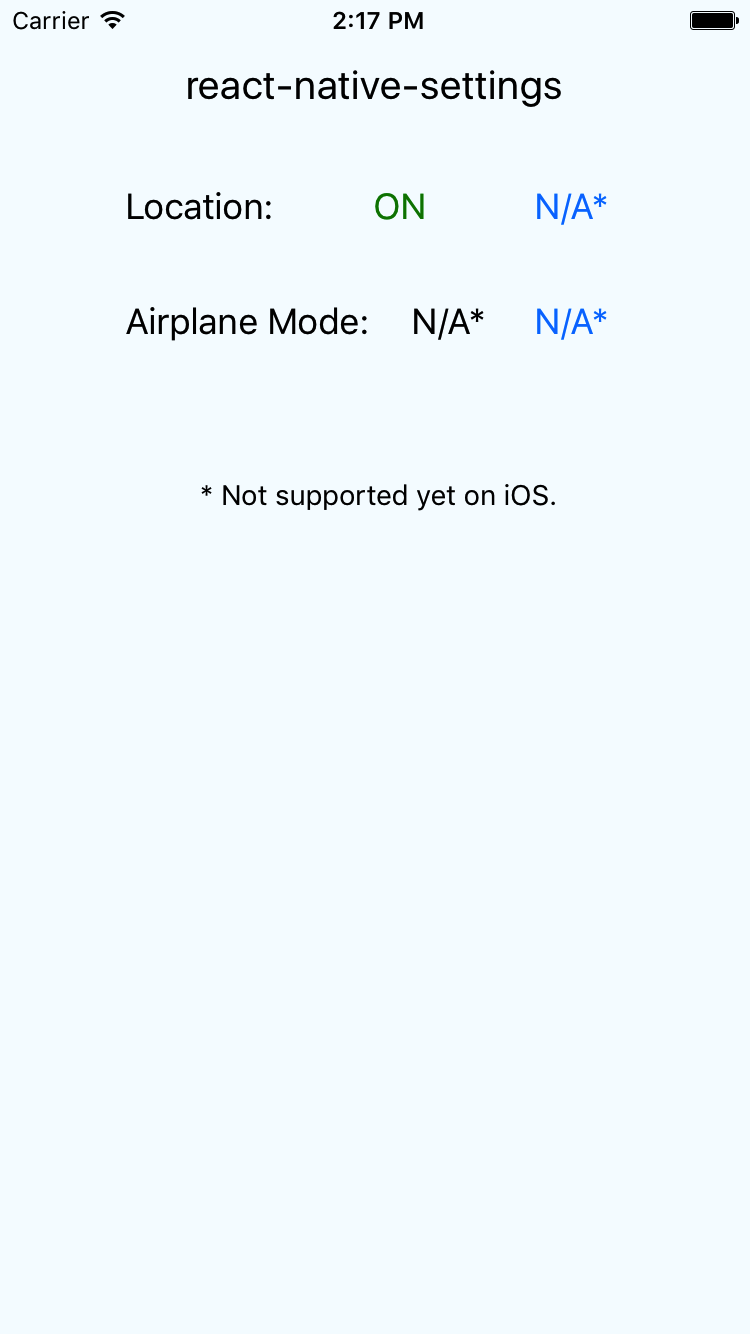 Carrier 2:17 PM
react-native-settings
Location: ON N/A*
Airplane Mode: N/A* N/A*
* Not supported yet on iOS.